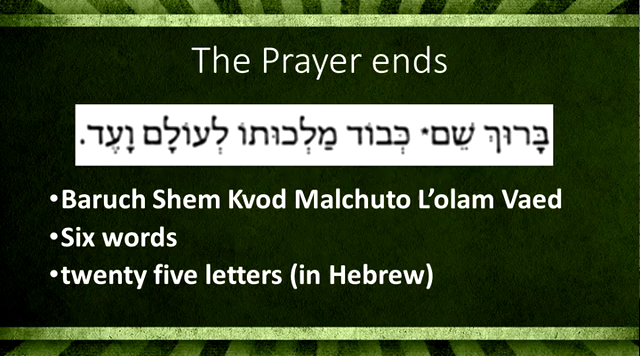 The Prayer ends
בָּרוּךְ שֵׁם* כְּבוֹד מַלְכוּתוֹ לְעוֹלָם וָעֶד.
•Baruch Shem Kvod Malchuto L’olam Vaed
•Six words
•twenty five letters (in Hebrew)